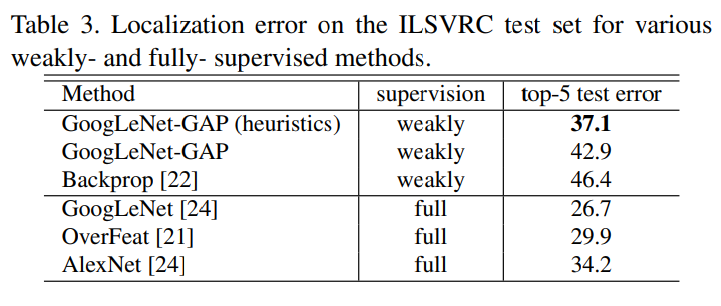 Table 3. Localization error on the ILSVRC test set for various
weakly- and fully- supervised methods.
Method supervision top-5 test error
GoogLeNet-GAP (heuristics) weakly 37.1
GoogLeNet-GAP weakly 42.9
Backprop [22] weakly 46.4
GoogLeNet [24] full 26.7
OverFeat [21] full 29.9
AlexNet [24] full 34.2